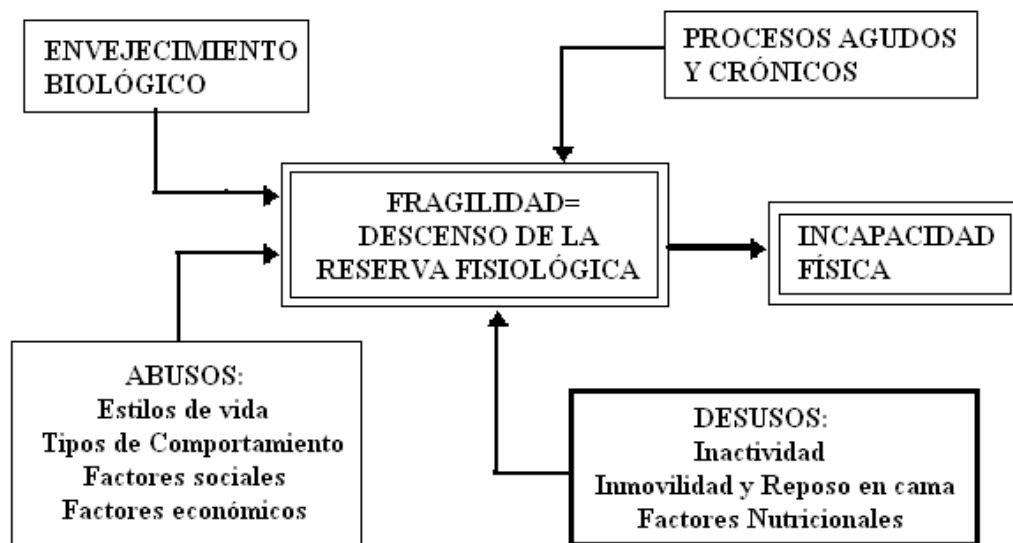 ENVEJECIMIENTO
BIOLÓGICO
PROCESOS AGUDOS
Y CRÓNICOS
FRAGILIDAD=
DESCENSO DE LA
RESERVA FISIOLÓGICA
INCAPACIDAD
FÍSICA
ABUSOS:
Estilos de vida
Tipos de Comportamiento
Factores sociales
Factores económicos
DESUSOS:
Inactividad
Inmovilidad y Reposo en cama
Factores Nutricionales